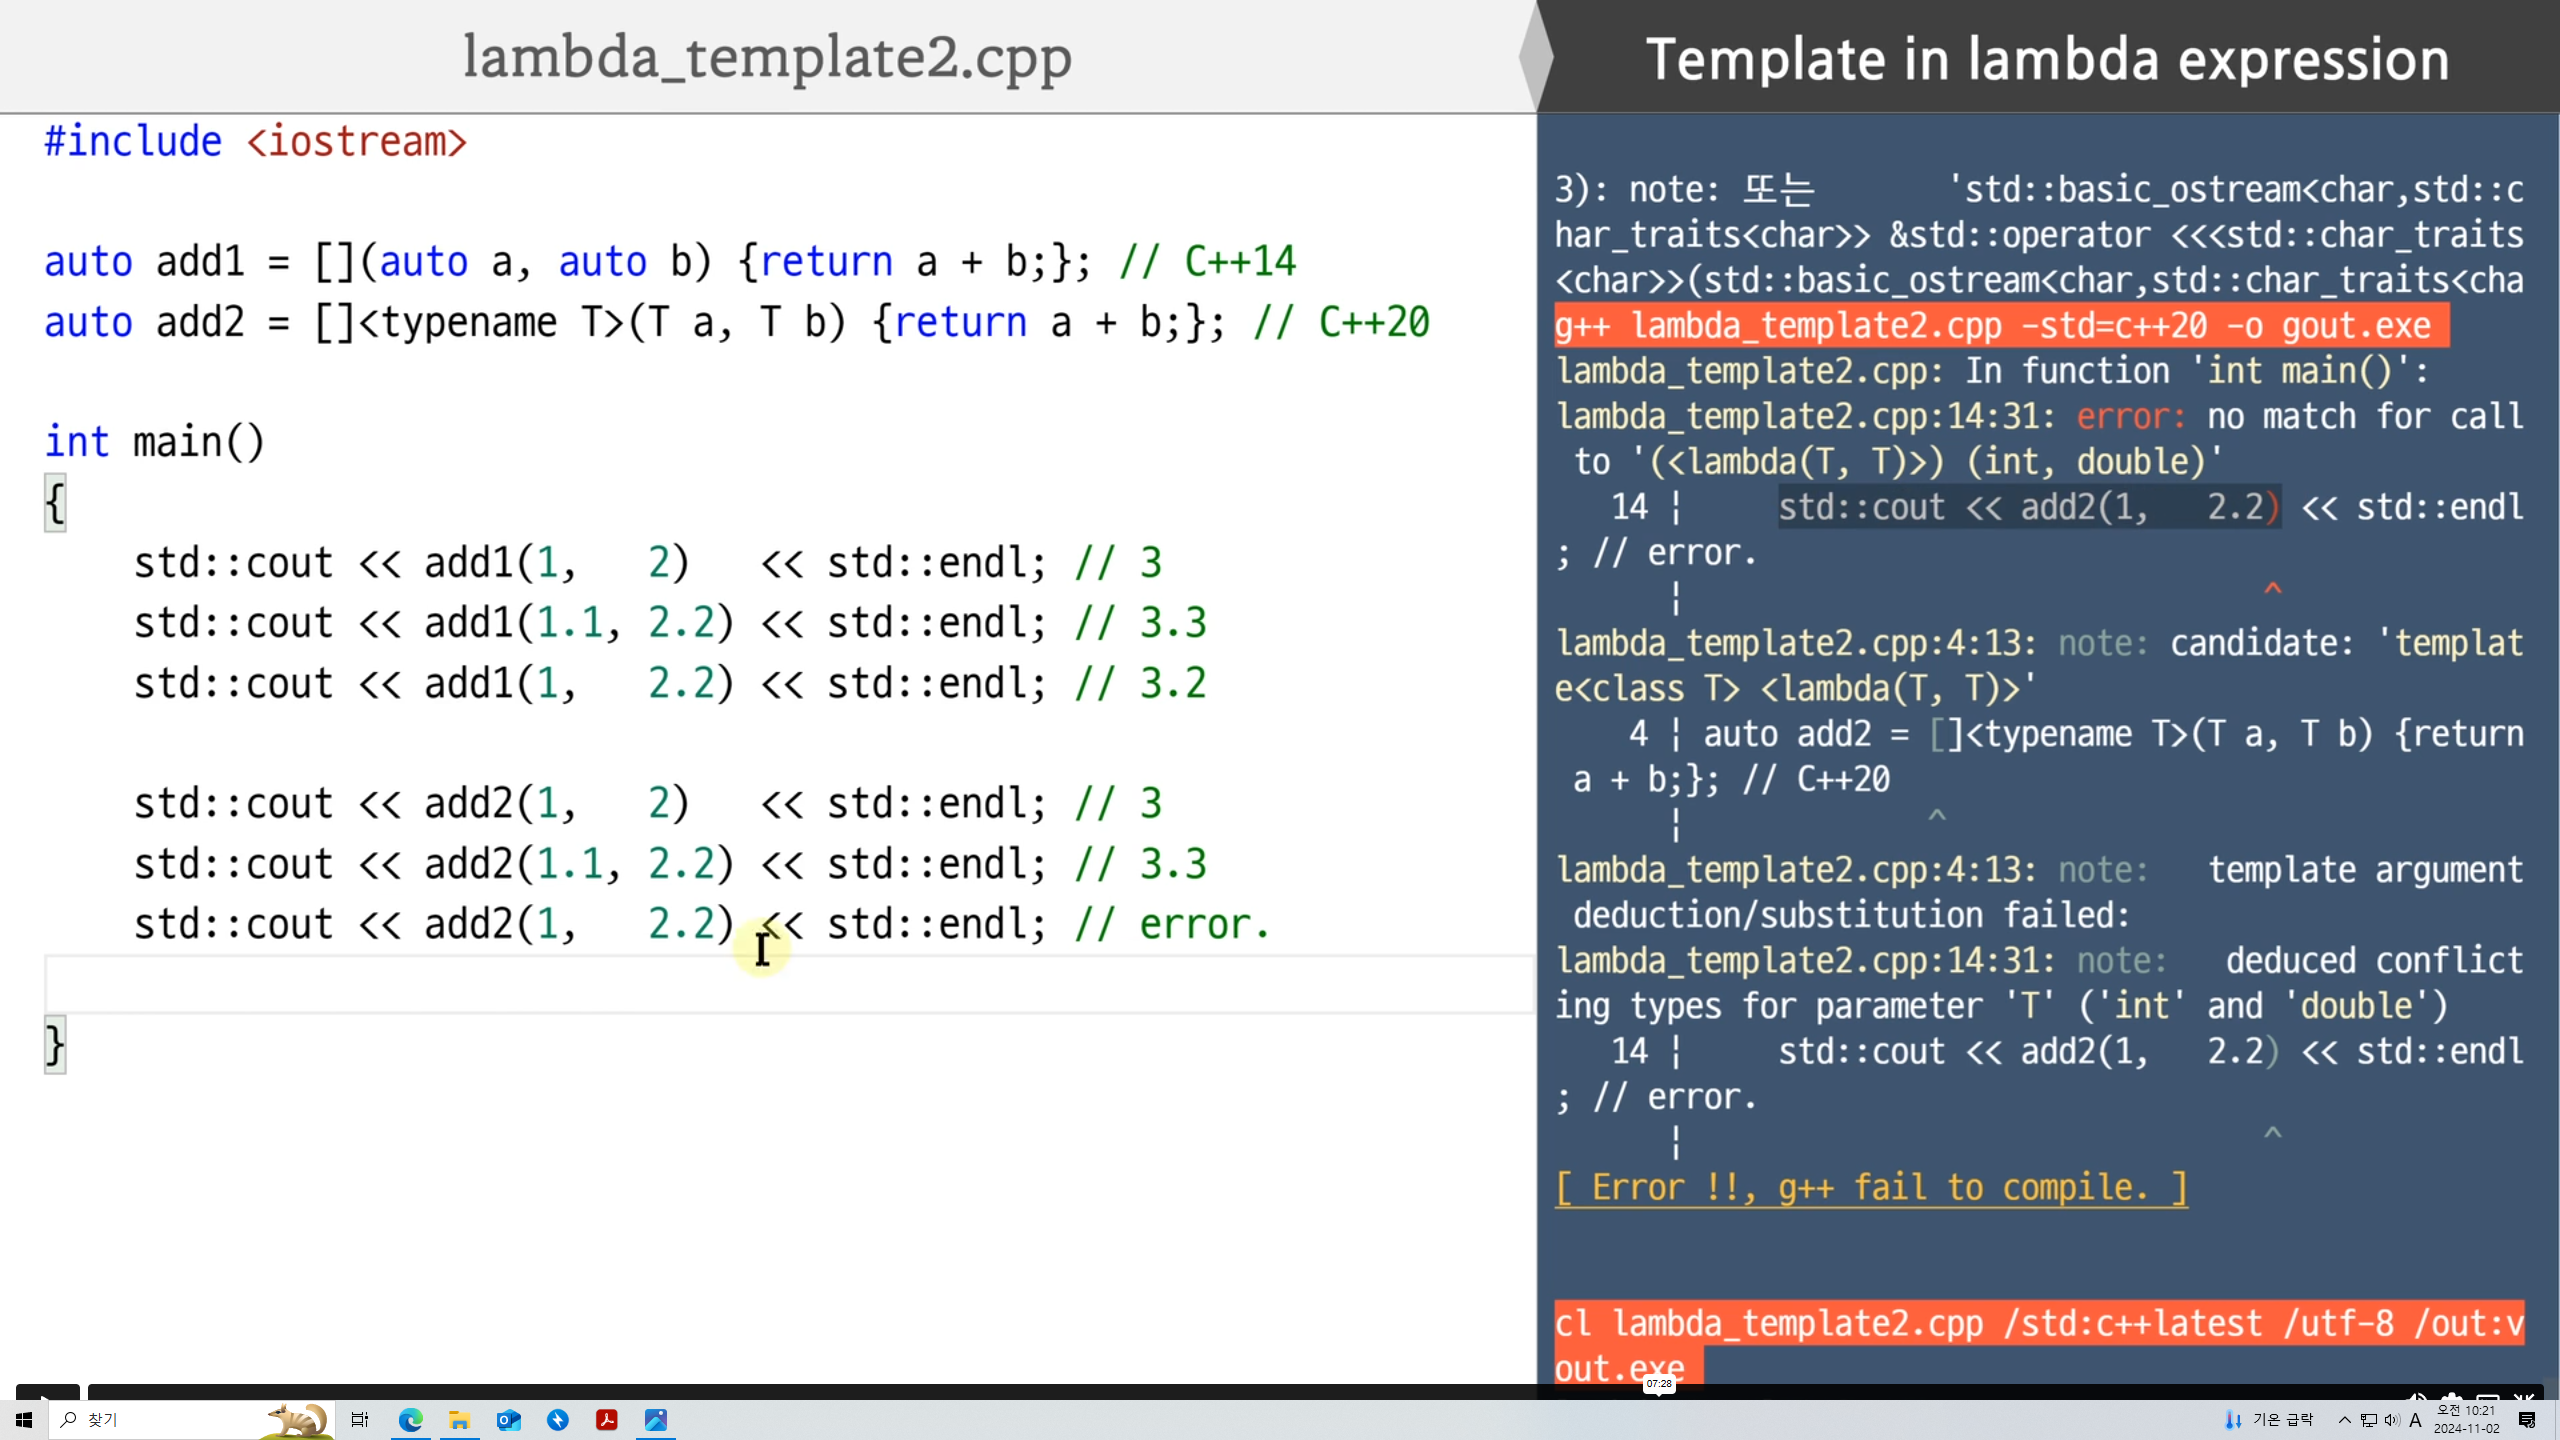 lambda_template2.cpp
Template in lambda expression
#include <iostream>
auto add1 = [](auto a, auto b) {return a + b;}; // C++14
auto add2 = []<typename T>(T a, T b) {return a + b;}; // C++20
int main()
{
    std::cout << add1(1,   2)   << std::endl; // 3
    std::cout << add1(1.1, 2.2) << std::endl; // 3.3
    std::cout << add1(1,   2.2) << std::endl; // 3.2
    std::cout << add2(1,   2)   << std::endl; // 3
    std::cout << add2(1.1, 2.2) << std::endl; // 3.3
    std::cout << add2(1,   2.2) << std::endl; // error.
}
3): note: 또는       'std::basic_ostream<char,std::c
har_traits<char>> &std::operator <<<std::char_traits
<char>>(std::basic_ostream<char,std::char_traits<cha
g++ lambda_template2.cpp -std=c++20 -o gout.exe
lambda_template2.cpp: In function 'int main()':
lambda_template2.cpp:14:31: error: no match for call
 to '(<lambda(T, T)>) (int, double)'
   14 ¦     std::cout << add2(1,   2.2) << std::endl
; // error.
      ¦                               ^
lambda_template2.cpp:4:13: note: candidate: 'templat
e<class T> <lambda(T, T)>'
    4 ¦ auto add2 = []<typename T>(T a, T b) {return
 a + b;}; // C++20
      ¦             ^
lambda_template2.cpp:4:13: note:   template argument
 deduction/substitution failed:
lambda_template2.cpp:14:31: note:   deduced conflict
ing types for parameter 'T' ('int' and 'double')
   14 ¦     std::cout << add2(1,   2.2) << std::endl
; // error.
      ¦                               ^
[ Error !!, g++ fail to compile. ]
cl lambda_template2.cpp /std:c++latest /utf-8 /out:v
out.exe
07:28
찾기
기온 급락
A
오전 10:21
2024-11-02